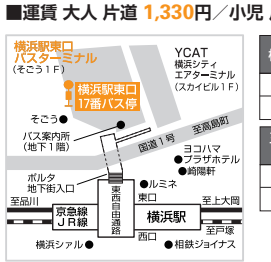 ■運賃 大人 片道 1,330円／小児
横浜駅東口
バスターミナル
（そごう1F）
YCAT
横浜シティ
エアターミナル
（スカイビル1F）
横浜駅東口
17番バス停
そごう
バス案内所
（地下1階）
国道1号
至高島町
ヨコハマ
プラザホテル
崎陽軒
ポルタ
地下街入口
ルミネ
東口
至品川
至上大岡
京急線
JR線
東西自由通路
横浜駅
西口
至戸塚
横浜シァル
相鉄ジョイナス